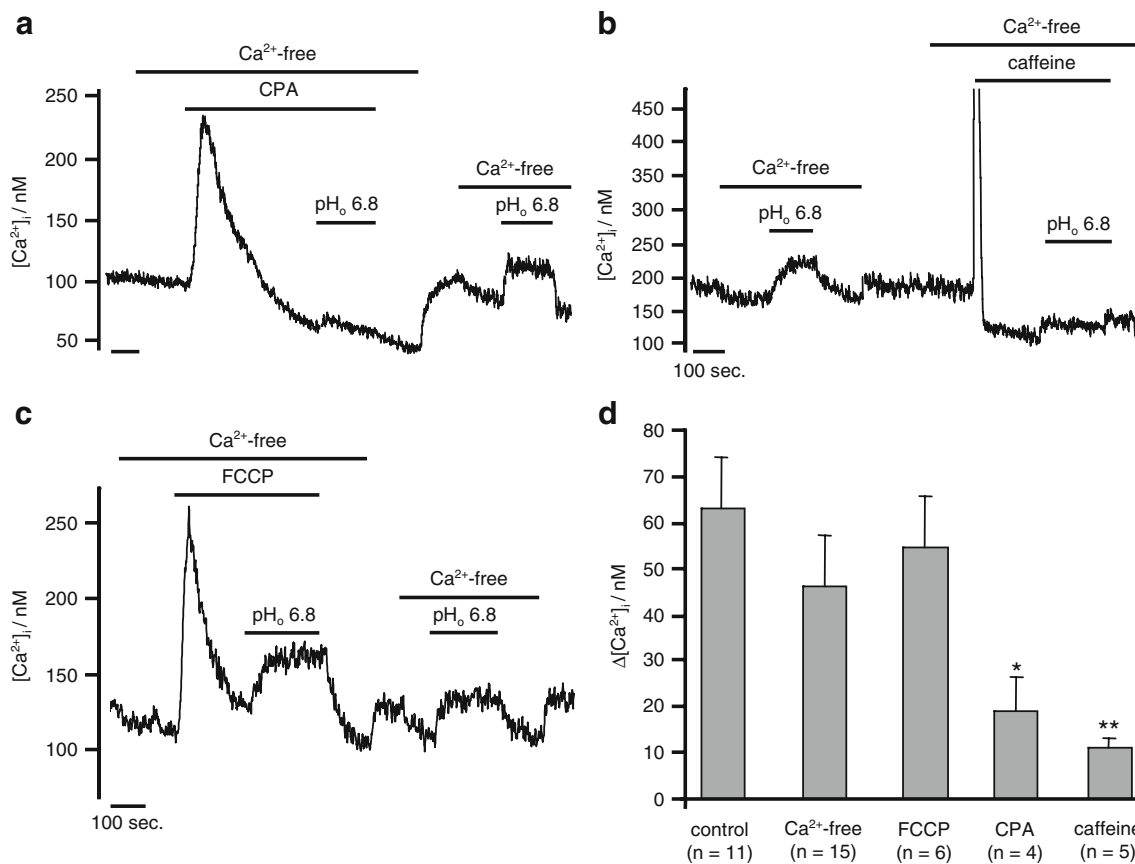 a
Ca²⁺-free
CPA
250
200
150
100
50
[Ca²⁺]ᵢ / nM
pHₒ 6.8
Ca²⁺-free
pHₒ 6.8
b
Ca²⁺-free
caffeine
450
400
350
300
250
200
150
100
[Ca²⁺]ᵢ / nM
Ca²⁺-free
pHₒ 6.8
pHₒ 6.8
100 sec.
c
Ca²⁺-free
FCCP
250
200
150
100
[Ca²⁺]ᵢ / nM
pHₒ 6.8
Ca²⁺-free
pHₒ 6.8
100 sec.
d
80
70
60
50
40
30
20
10
0
Δ[Ca²⁺]ᵢ / nM
*
**
control Ca²⁺-free FCCP CPA caffeine
(n = 11) (n = 15) (n = 6) (n = 4) (n = 5)